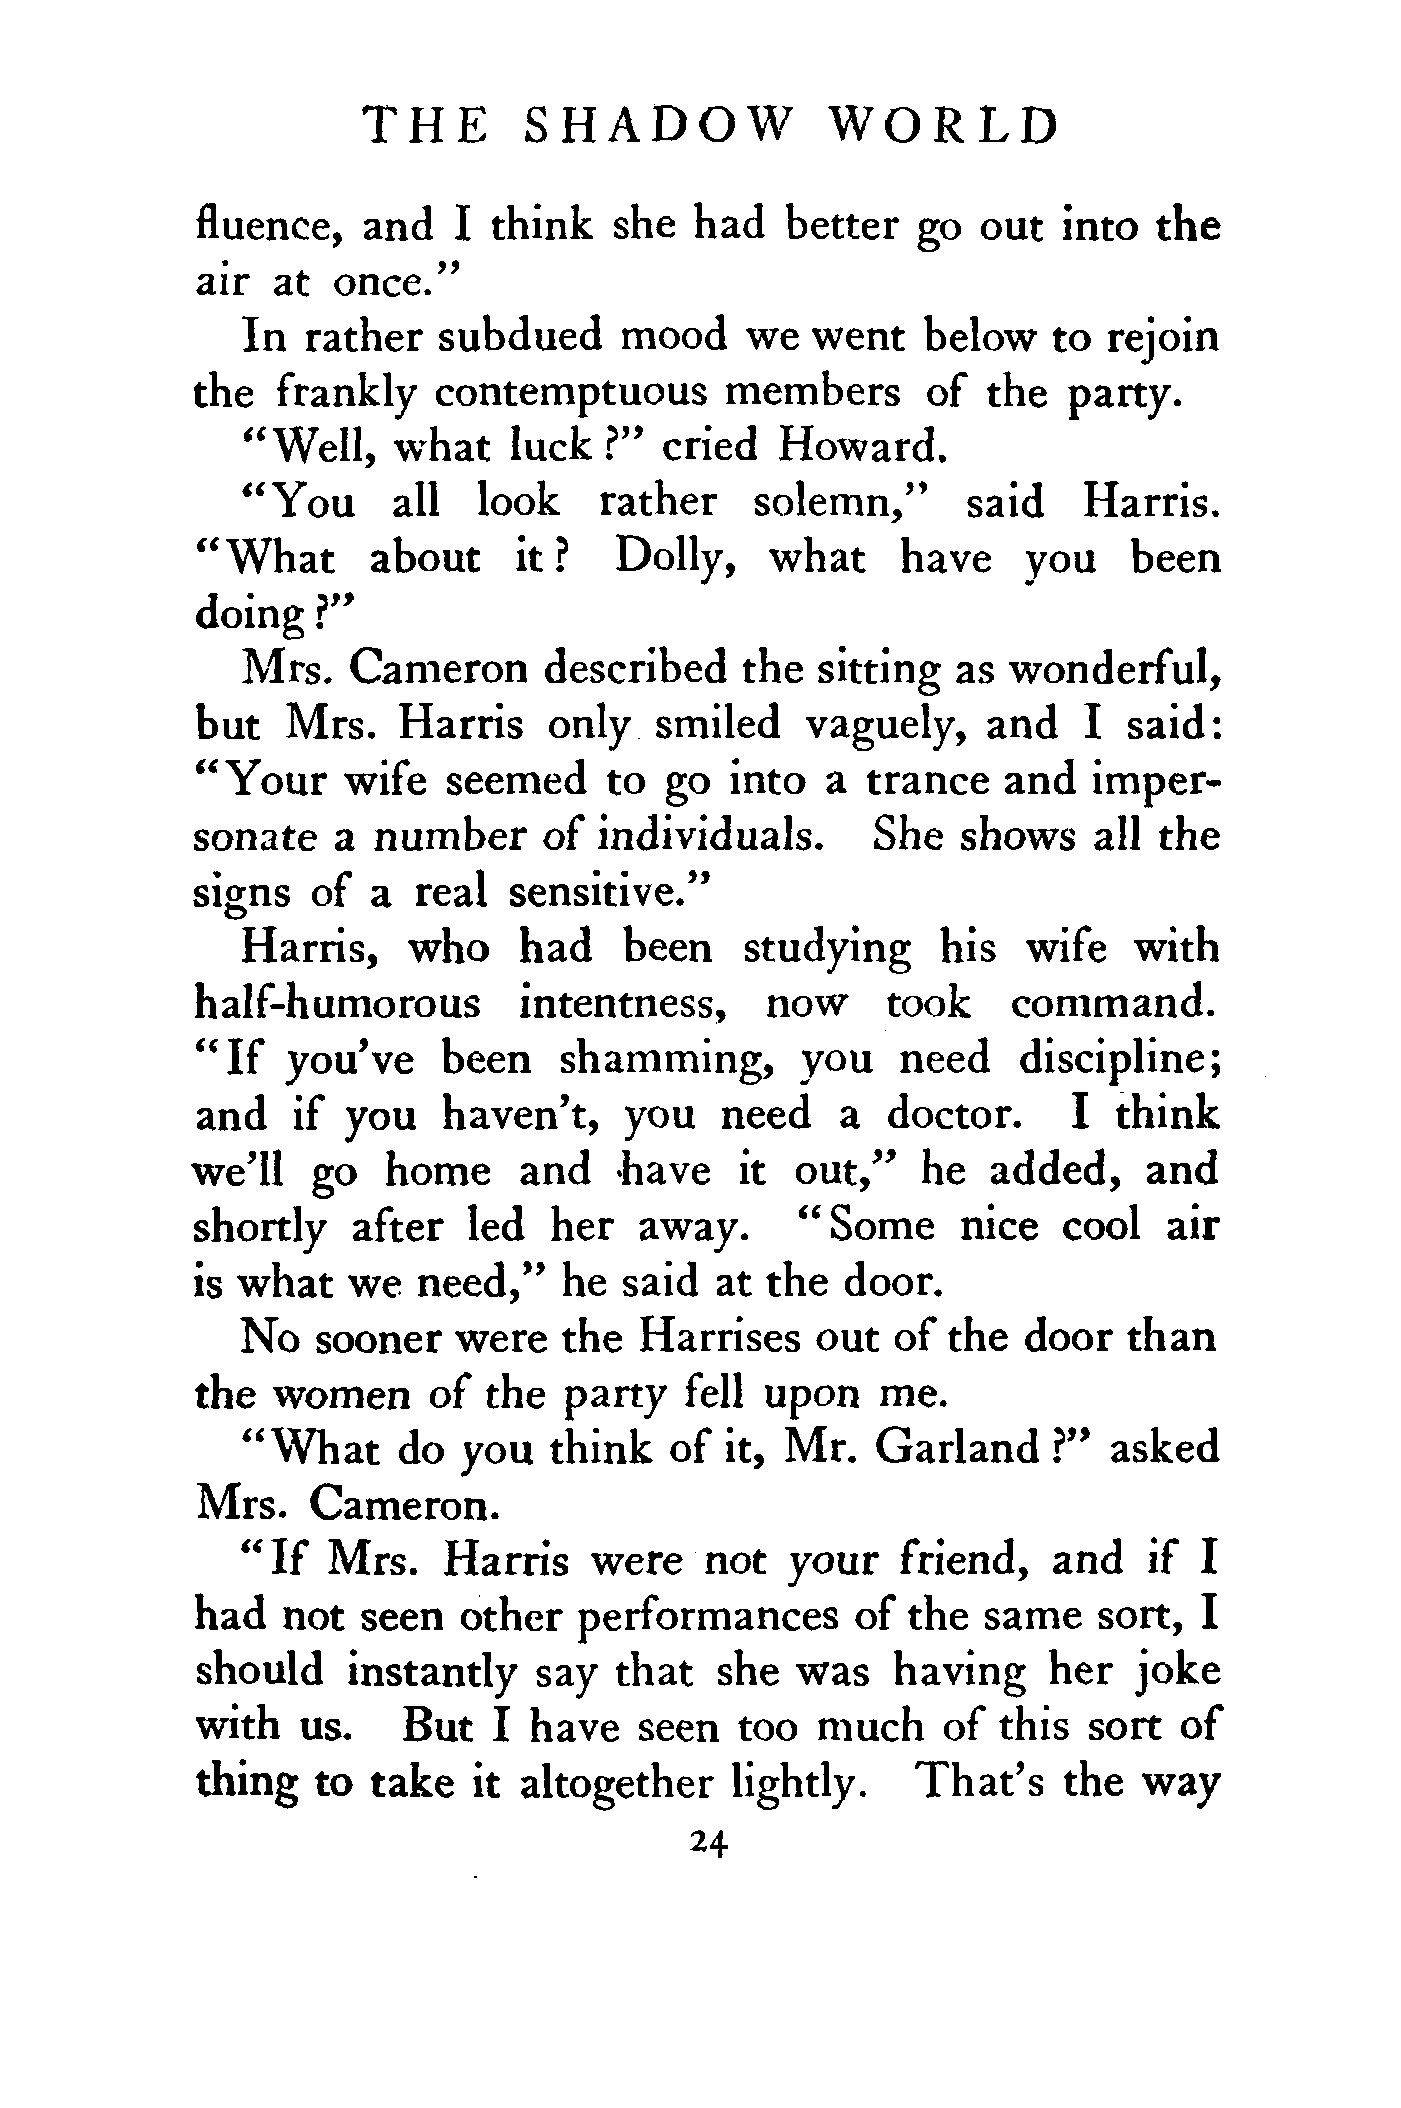 THE SHADOW WORLD
fluence, and I think she had better go out into the
air at once."
In rather subdued mood we went below to rejoin
the frankly contemptuous members of the party.
"Well, what luck?" cried Howard.
"You all look rather solemn," said Harris.
"What about it? Dolly, what have you been
doing?"
Mrs. Cameron described the sitting as wonderful,
but Mrs. Harris only smiled vaguely, and I said:
"Your wife seemed to go into a trance and imper-
sonate a number of individuals. She shows all the
signs of a real sensitive."
Harris, who had been studying his wife with
half-humorous intentness, now took command.
"If you've been shamming, you need discipline;
and if you haven't, you need a doctor. I think
we'll go home and have it out," he added, and
shortly after led her away. "Some nice cool air
is what we need," he said at the door.
No sooner were the Harrises out of the door than
the women of the party fell upon me.
"What do you think of it, Mr. Garland?" asked
Mrs. Cameron.
"If Mrs. Harris were not your friend, and if I
had not seen other performances of the same sort, I
should instantly say that she was having her joke
with us. But I have seen too much of this sort of
thing to take it altogether lightly. That's the way
24